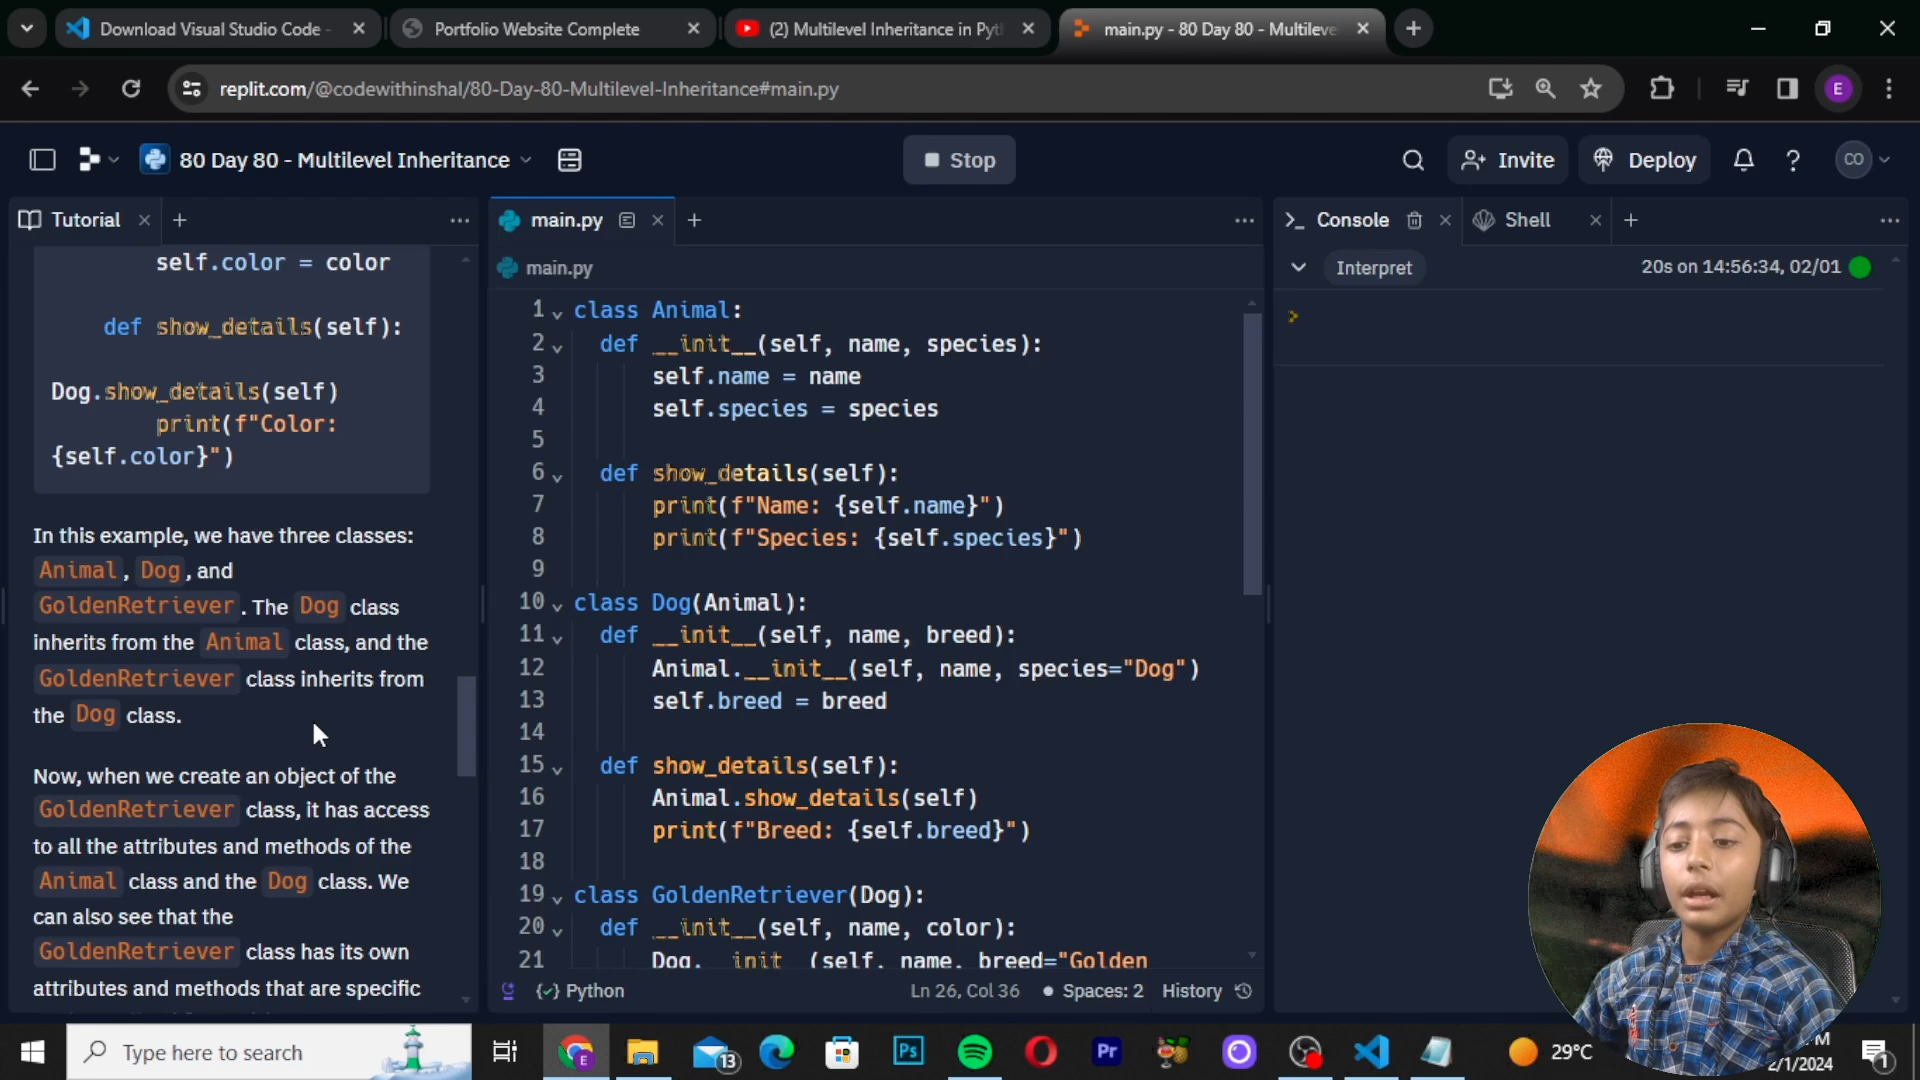 Download Visual Studio Code -
Portfolio Website Complete
(2) Multilevel Inheritance in Pyt
main.py - 80 Day 80 - Multileve
replit.com/@codewithinshal/80-Day-80-Multilevel-Inheritance#main.py
E
80 Day 80 - Multilevel Inheritance
Stop
Invite
Deploy
?
CO
Tutorial
main.py
Console
Shell
main.py
Interpret
20s on 14:56:34, 02/01
self.color = color
def show_details(self):
Dog.show_details(self)
print(f"Color:
{self.color}")
In this example, we have three classes:
Animal, Dog, and
GoldenRetriever. The Dog class
inherits from the Animal class, and the
GoldenRetriever class inherits from
the Dog class.
Now, when we create an object of the
GoldenRetriever class, it has access
to all the attributes and methods of the
Animal class and the Dog class. We
can also see that the
GoldenRetriever class has its own
attributes and methods that are specific
1 class Animal:
2 def __init__(self, name, species):
3 self.name = name
4 self.species = species
5
6 def show_details(self):
7 print(f"Name: {self.name}")
8 print(f"Species: {self.species}")
9
10 class Dog(Animal):
11 def __init__(self, name, breed):
12 Animal.__init__(self, name, species="Dog")
13 self.breed = breed
14
15 def show_details(self):
16 Animal.show_details(self)
17 print(f"Breed: {self.breed}")
18
19 class GoldenRetriever(Dog):
20 def __init__(self, name, color):
21 Dog.__init__(self, name, breed="Golden
Python
Ln 26, Col 36
Spaces: 2
History
Type here to search
13
Ps
Pr
29°C
2/1/2024
1